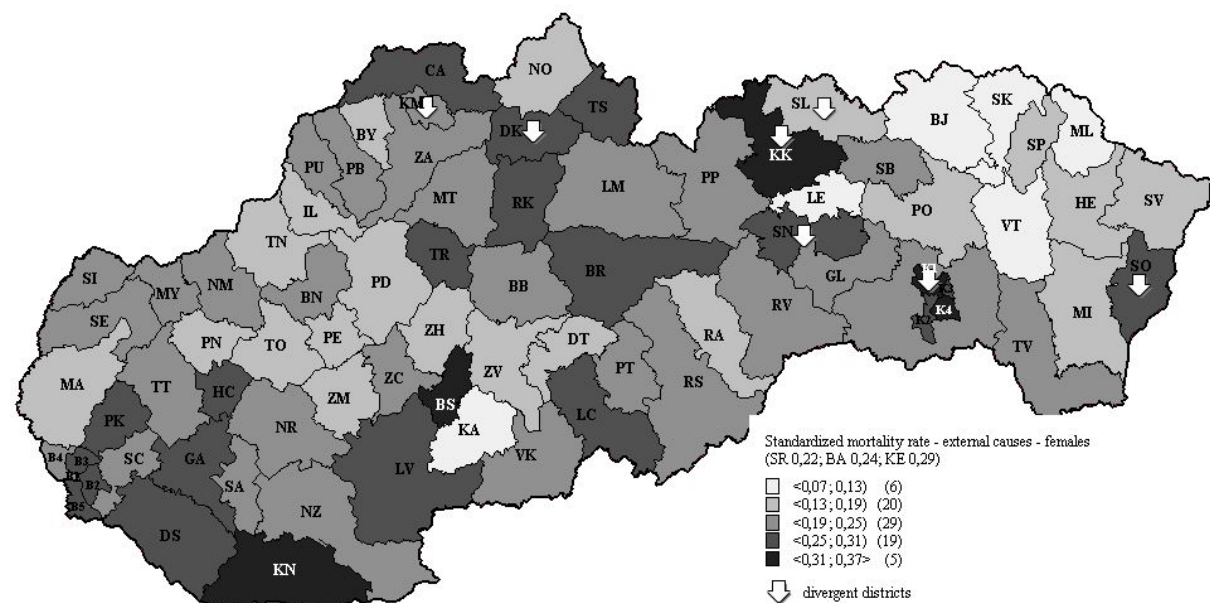 CA
NO
TS
KM
DK
BY
SL
BJ
SK
ML
SP
PU
PB
ZA
KK
SB
MT
RK
LM
PP
LE
PO
HE
SV
IL
VT
TN
TR
SN
SO
SI
NM
BR
GL
MY
BN
PD
BB
RV
K4
MI
SE
PN
TO
PE
ZH
DT
RA
TV
MA
TT
ZV
PT
RS
HC
ZM
ZC
BS
LC
PK
NR
KA
B4
B3
SC
GA
LV
VK
B1
B2
SA
B5
NZ
DS
KN
Standardized mortality rate - external causes - females
(SR 0,22; BA 0,24; KE 0,29)
<0,07; 0,13) (6)
<0,13; 0,19) (20)
<0,19; 0,25) (29)
<0,25; 0,31) (19)
<0,31; 0,37> (5)
divergent districts